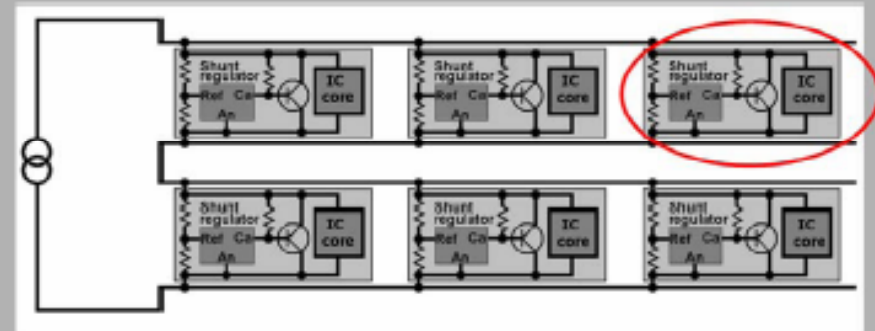 Shunt
regulator
Ref Ca
An
IC
core
Shunt
regulator
Ref Ca
An
IC
core
Shunt
regulator
Ref Ca
An
IC
core
Shunt
regulator
Ref Ca
An
IC
core
Shunt
regulator
Ref Ca
An
IC
core
Shunt
regulator
Ref Ca
An
IC
core